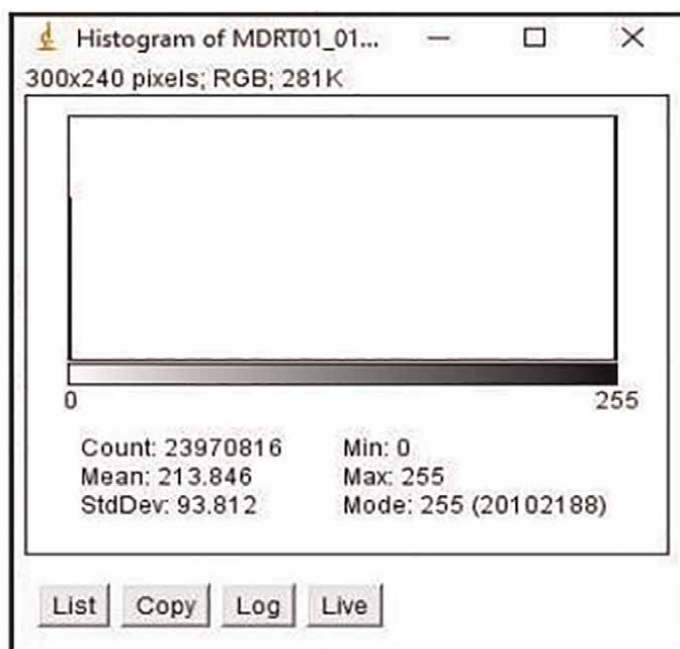 Histogram of MDRT01_01...
300x240 pixels; RGB; 281K
0 255
Count: 23970816 Min: 0
Mean: 213.846 Max: 255
StdDev: 93.812 Mode: 255 (20102188)
List Copy Log Live